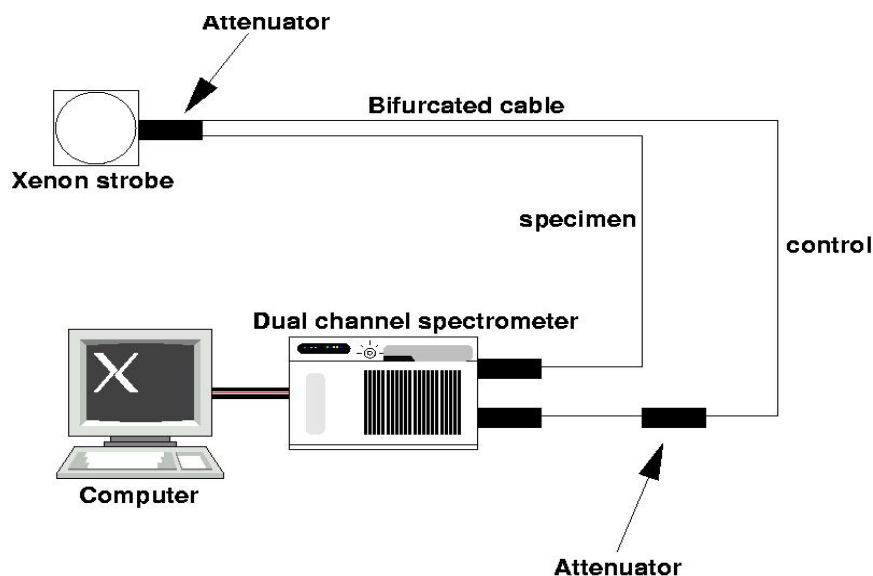 Attenuator
Bifurcated cable
Xenon strobe
specimen
control
Dual channel spectrometer
X
Computer
Attenuator